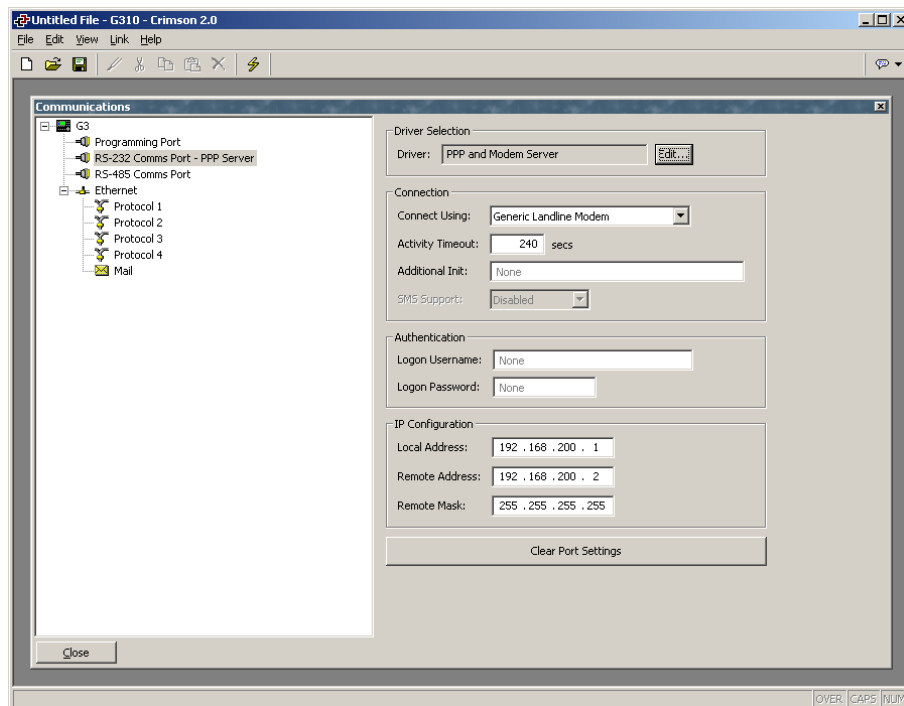 Untitled File - G310 - Crimson 2.0
File Edit View Link Help
Communications
G3
Programming Port
RS-232 Comms Port - PPP Server
RS-485 Comms Port
Ethernet
Protocol 1
Protocol 2
Protocol 3
Protocol 4
Mail
Driver Selection
Driver: PPP and Modem Server Edit...
Connection
Connect Using: Generic Landline Modem
Activity Timeout: 240 secs
Additional Init: None
SMS Support: Disabled
Authentication
Logon Username: None
Logon Password: None
IP Configuration
Local Address: 192 . 168 . 200 . 1
Remote Address: 192 . 168 . 200 . 2
Remote Mask: 255 . 255 . 255 . 255
Clear Port Settings
Close
OVER CAPS NUM